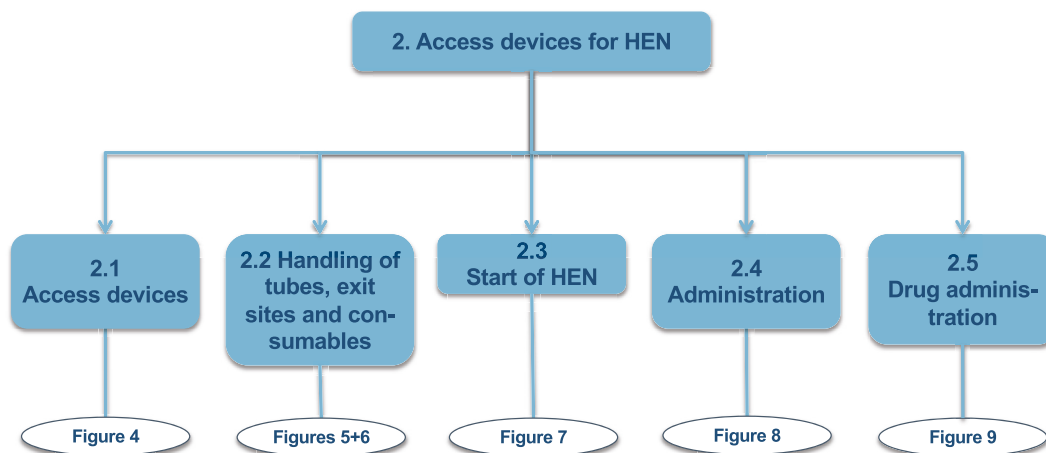 2. Access devices for HEN
2.1
Access devices
2.2 Handling of
tubes, exit
sites and con-
sumables
2.3
Start of HEN
2.4
Administration
2.5
Drug adminis-
tration
Figure 4
Figures 5+6
Figure 7
Figure 8
Figure 9